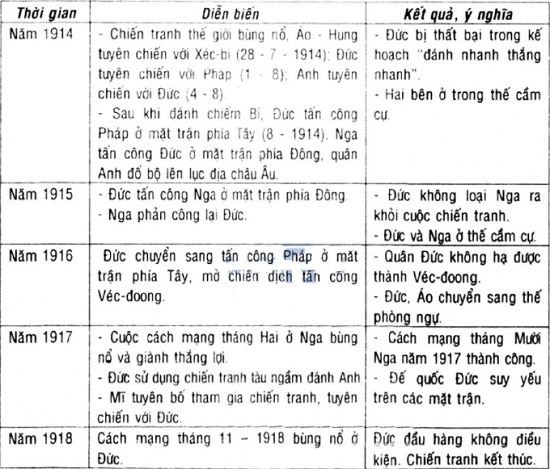 Thời gian Diễn biến Kết quả, ý nghĩa
Năm 1914
- Chiến tranh thế giới bùng nổ, Áo - Hung
tuyên chiến với Xéc-bi (28 - 7 - 1914); Đức
tuyên chiến với Pháp (1 - 8); Anh tuyên
chiến với Đức (4 - 8).
- Sau khi đánh chiếm Bỉ, Đức tấn công
Pháp ở mặt trận phía Tây (8 - 1914). Nga
tấn công Đức ở mặt trận phía Đông, quân
Anh đổ bộ lên lục địa châu Âu.
- Đức bị thất bại trong kế
hoạch “đánh nhanh thắng
nhanh”.
- Hai bên ở trong thế cầm
cự.
Năm 1915
- Đức tấn công Nga ở mặt trận phía Đông.
- Nga phản công lại Đức.
- Đức không loại Nga ra
khỏi cuộc chiến tranh.
- Đức và Nga ở thế cầm cự.
Năm 1916
Đức chuyển sang tấn công Pháp ở mặt
trận phía Tây, mở chiến dịch tấn công
Véc-đoong.
- Quân Đức không hạ được
thành Véc-đoong.
- Đức, Áo chuyển sang thế
phòng ngự.
Năm 1917
- Cuộc cách mạng tháng Hai ở Nga bùng
nổ và giành thắng lợi.
- Đức sử dụng chiến tranh tàu ngầm đánh Anh
- Mĩ tuyên bố tham gia chiến tranh, tuyên
chiến với Đức.
- Cách mạng tháng Mười
Nga năm 1917 thành công.
- Đế quốc Đức suy yếu
trên các mặt trận.
Năm 1918
Cách mạng tháng 11 – 1918 bùng nổ ở
Đức.
Đức đầu hàng không điều
kiện. Chiến tranh kết thúc.